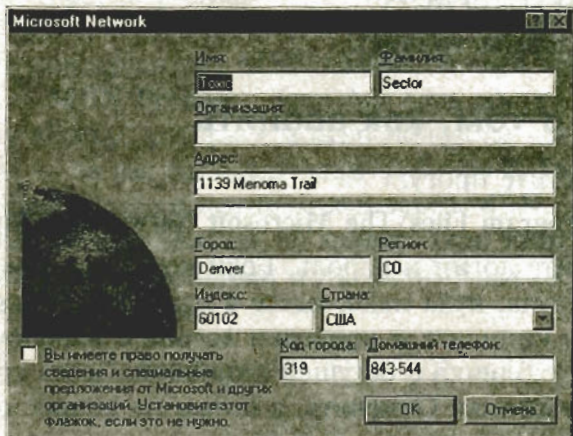 Microsoft Network
Имя: Фамилия:
Toxic Sector
Организация:
Адрес:
1139 Menoma Trail
Город: Регион:
Denver CO
Индекс: Страна:
60102 США
Код города: Домашний телефон:
319 843-544
Вы имеете право получать
сведения и специальные
предложения от Microsoft и других
организаций. Установите этот
флажок, если это не нужно.
OK Отмена